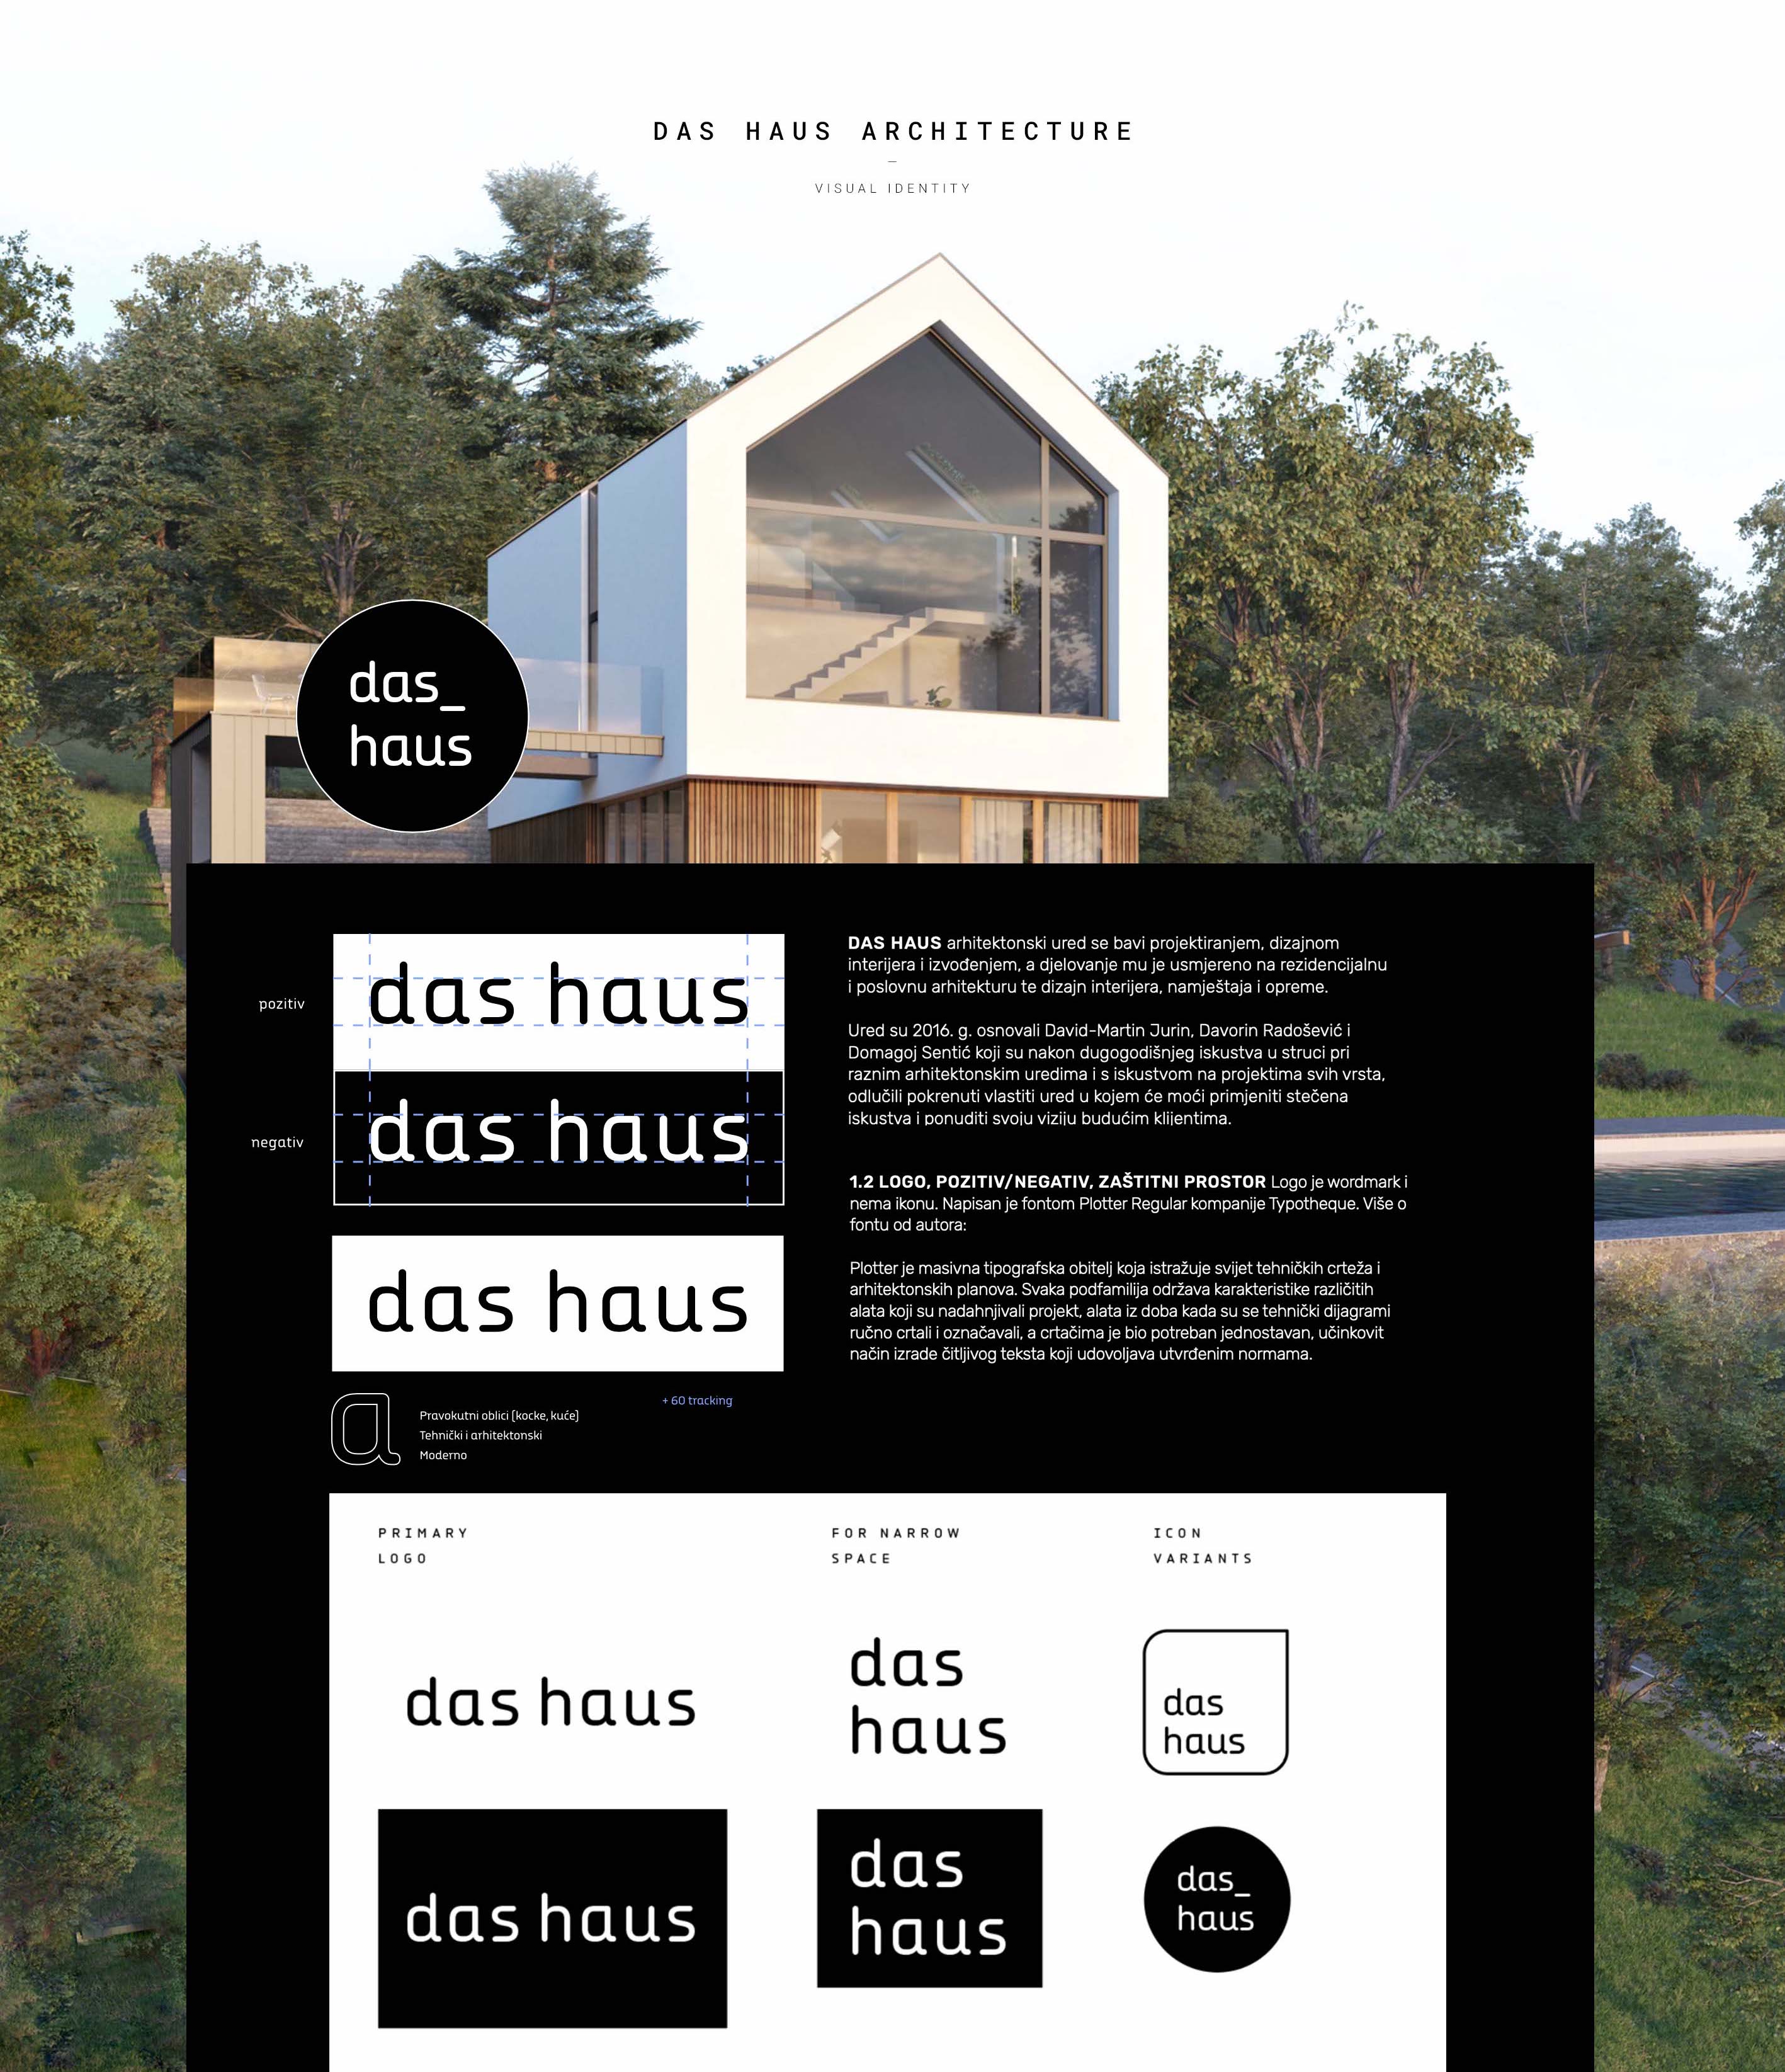 DAS HAUS ARCHITECTURE
—
VISUAL IDENTITY
das_
haus
pozitiv
das haus
negativ
das haus
das haus
a
Pravokutni oblici (kocke, kuće)
Tehnički i arhitektonski
Moderno
+ 60 tracking
DAS HAUS arhitektonski ured se bavi projektiranjem, dizajnom
interijera i izvođenjem, a djelovanje mu je usmjereno na rezidencijalnu
i poslovnu arhitekturu te dizajn interijera, namještaja i opreme.
Ured su 2016. g. osnovali David-Martin Jurin, Davorin Radošević i
Domagoj Sentić koji su nakon dugogodišnjeg iskustva u struci pri
raznim arhitektonskim uredima i s iskustvom na projektima svih vrsta,
odlučili pokrenuti vlastiti ured u kojem će moći primjeniti stečena
iskustva i ponuditi svoju viziju budućim klijentima.
1.2 LOGO, POZITIV/NEGATIV, ZAŠTITNI PROSTOR Logo je wordmark i
nema ikonu. Napisan je fontom Plotter Regular kompanije Typotheque. Više o
fontu od autora:
Plotter je masivna tipografska obitelj koja istražuje svijet tehničkih crteža i
arhitektonskih planova. Svaka podfamilija održava karakteristike različitih
alata koji su nadahnjivali projekt, alata iz doba kada su se tehnički dijagrami
ručno crtali i označavali, a crtačima je bio potreban jednostavan, učinkovit
način izrade čitljivog teksta koji udovoljava utvrđenim normama.
PRIMARY
LOGO
das haus
das haus
FOR NARROW
SPACE
das
haus
das
haus
ICON
VARIANTS
das
haus
das_
haus